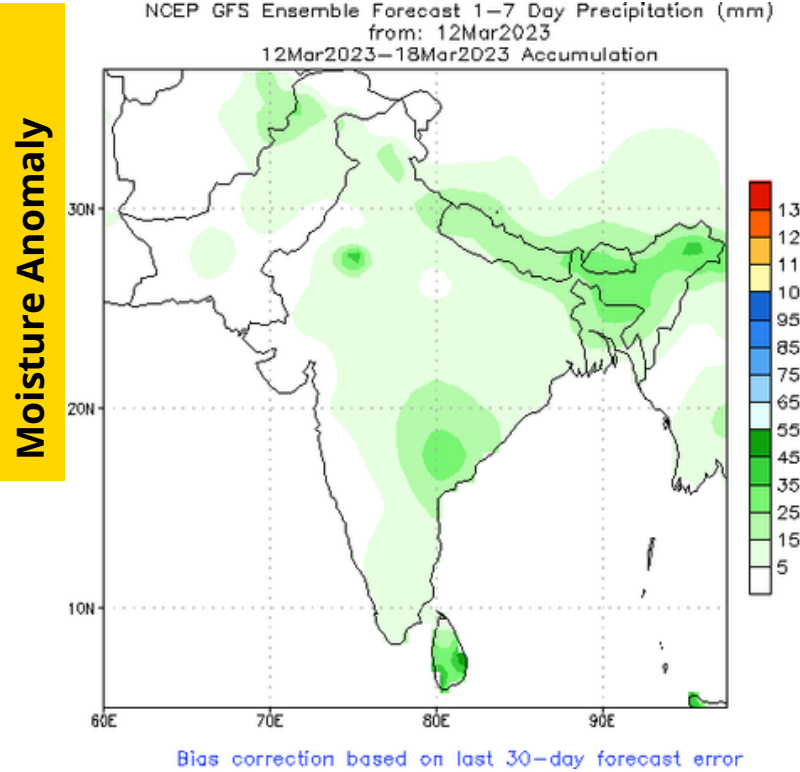 NCEP GFS Ensemble Forecast 1-7 Day Precipitation (mm)
from: 12Mar2023
12Mar2023-18Mar2023 Accumulation
Moisture Anomaly
30N
20N
10N
60E
70E
80E
90E
13
12
11
10
95
85
75
65
55
45
35
25
15
5
Bias correction based on last 30-day forecast error